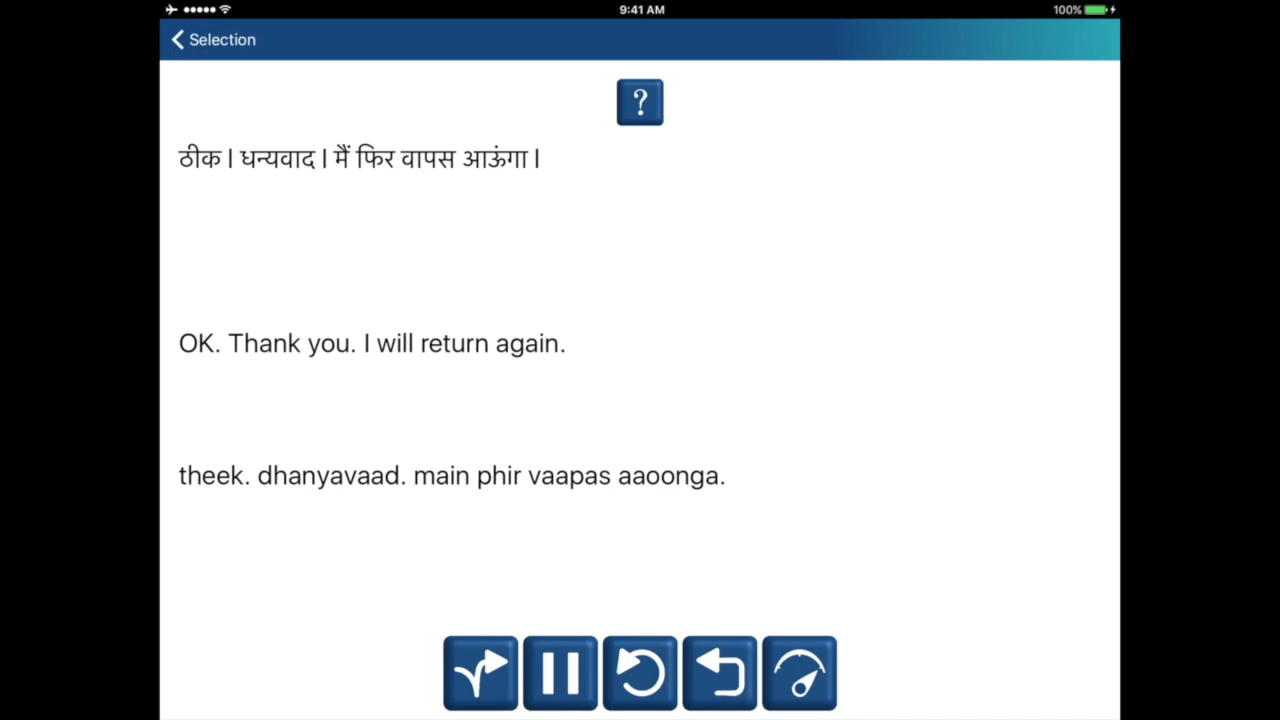 9:41 AM
100%
Selection
?
ठीक । धन्यवाद । मैं फिर वापस आऊंगा ।
OK. Thank you. I will return again.
theek. dhanyavaad. main phir vaapas aaoonga.